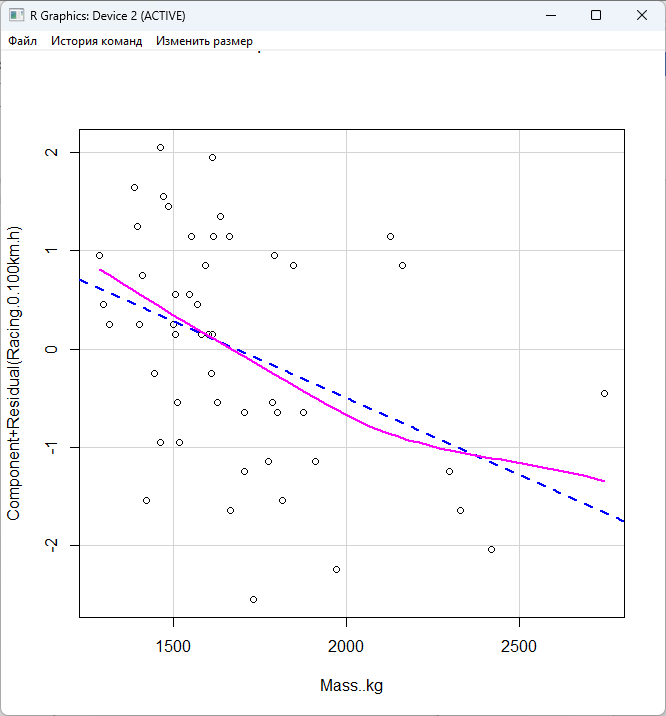 R Graphics: Device 2 (ACTIVE)
Файл История команд Изменить размер
Component+Residual(Racing.0.100km.h)
2
1
0
-1
-2
1500 2000 2500
Mass..kg